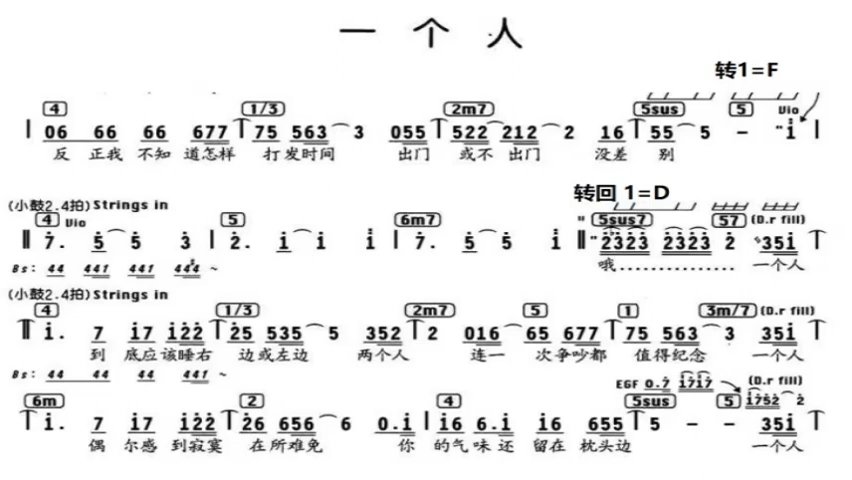 一 个 人
转1=F
4 1/3 2m7 5sus 5 Vio
| 06 66 66 677 | 75 563 3 055 | 522 212 2 16 | 55 5 - "i |
反 正我 不知 道怎样 打发时间 出门 或不 出门 没差 别
转回 1=D
(小鼓2.4拍) Strings in
4 Vio 5 6m7 5sus7 57 (D.r fill)
‖ 7. 5 5 3 | 2. i i i | 7. 5 5 i ‖ 2323 2323 2 35i
哦.............. 一个人
Bs: 44 441 441 444 ~
(小鼓2.4拍) Strings in
4 1/3 2m7 5 1 3m/7 (D.r fill)
‖ i. 7 i7 i22 | 25 535 5 352 | 2 016 65 677 | 75 563 3 35i
到 底应该睡右 边或左边 两个人 连一 次争吵都 值得纪念 一个人
Bs: 44 44 44 441 ~
EGF 0.7 i7i7 (D.r fill)
6m 2 4 5sus 5 i752 2
i. 7 i7 i22 | 26 656 6 0.i | i6 6.i i6 655 | 5 - - 35i
偶 尔感 到寂寞 在所难免 你 的气味还 留在 枕头边 一个人